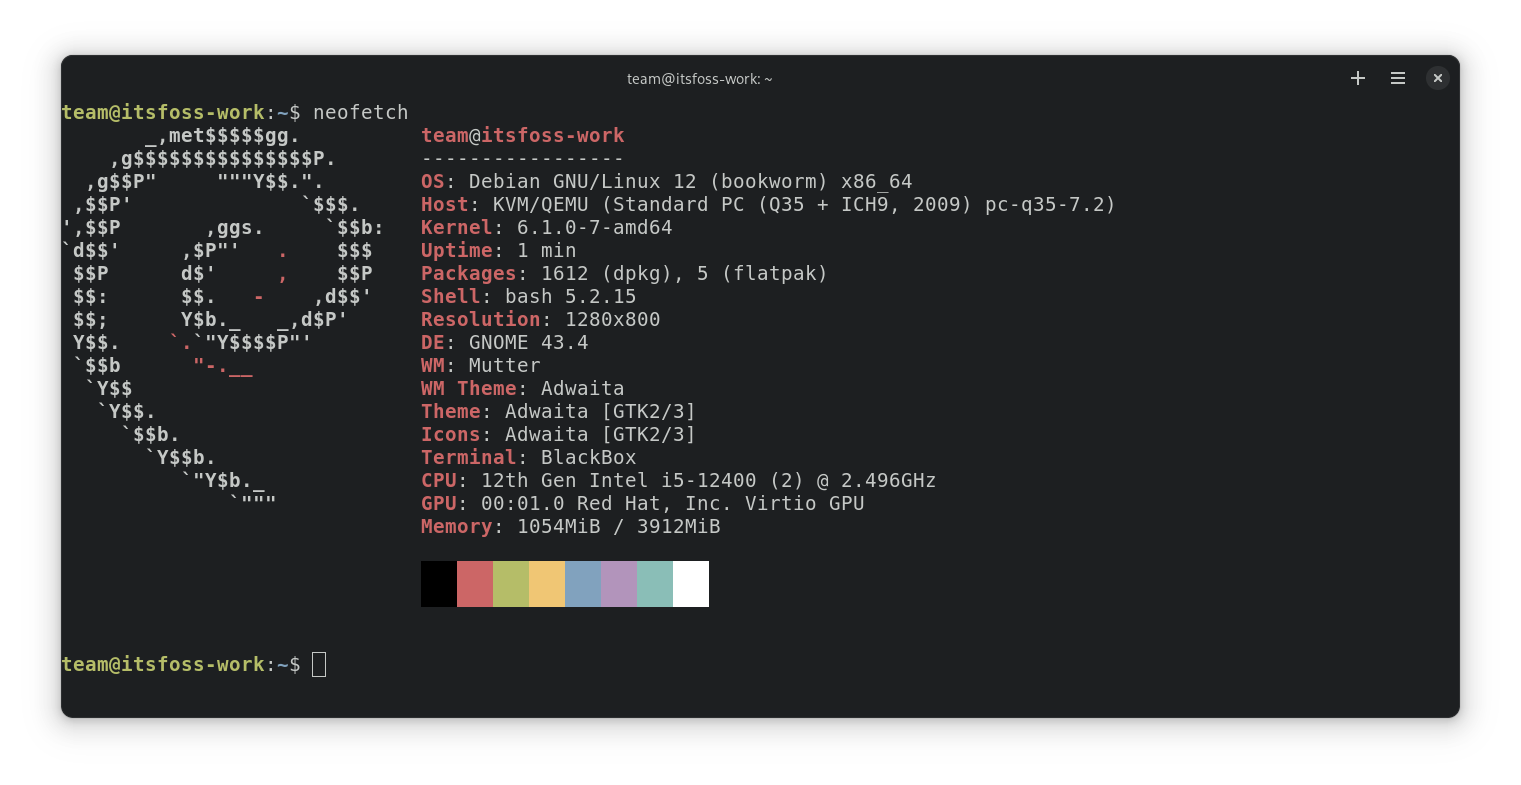 team@itsfoss-work: ~
team@itsfoss-work:~$ neofetch
       _,met$$$$$gg.          team@itsfoss-work
    ,g$$$$$$$$$$$$$$$P.       -----------------
  ,g$$P"     """Y$$.".        OS: Debian GNU/Linux 12 (bookworm) x86_64
 ,$$P'              `$$$.     Host: KVM/QEMU (Standard PC (Q35 + ICH9, 2009) pc-q35-7.2)
',$$P       ,ggs.     `$$b:   Kernel: 6.1.0-7-amd64
`d$$'     ,$P"'   .    $$$    Uptime: 1 min
 $$P      d$'     ,    $$P    Packages: 1612 (dpkg), 5 (flatpak)
 $$:      $$.   -    ,d$$'    Shell: bash 5.2.15
 $$;      Y$b._   _,d$P'      Resolution: 1280x800
 Y$$.    `.`"Y$$$$P"'         DE: GNOME 43.4
 `$$b      "-.__              WM: Mutter
  `Y$$                        WM Theme: Adwaita
   `Y$$.                      Theme: Adwaita [GTK2/3]
     `$$b.                    Icons: Adwaita [GTK2/3]
       `Y$$b.                 Terminal: BlackBox
          `"Y$b._             CPU: 12th Gen Intel i5-12400 (2) @ 2.496GHz
              `"""            GPU: 00:01.0 Red Hat, Inc. Virtio GPU
                              Memory: 1054MiB / 3912MiB
team@itsfoss-work:~$